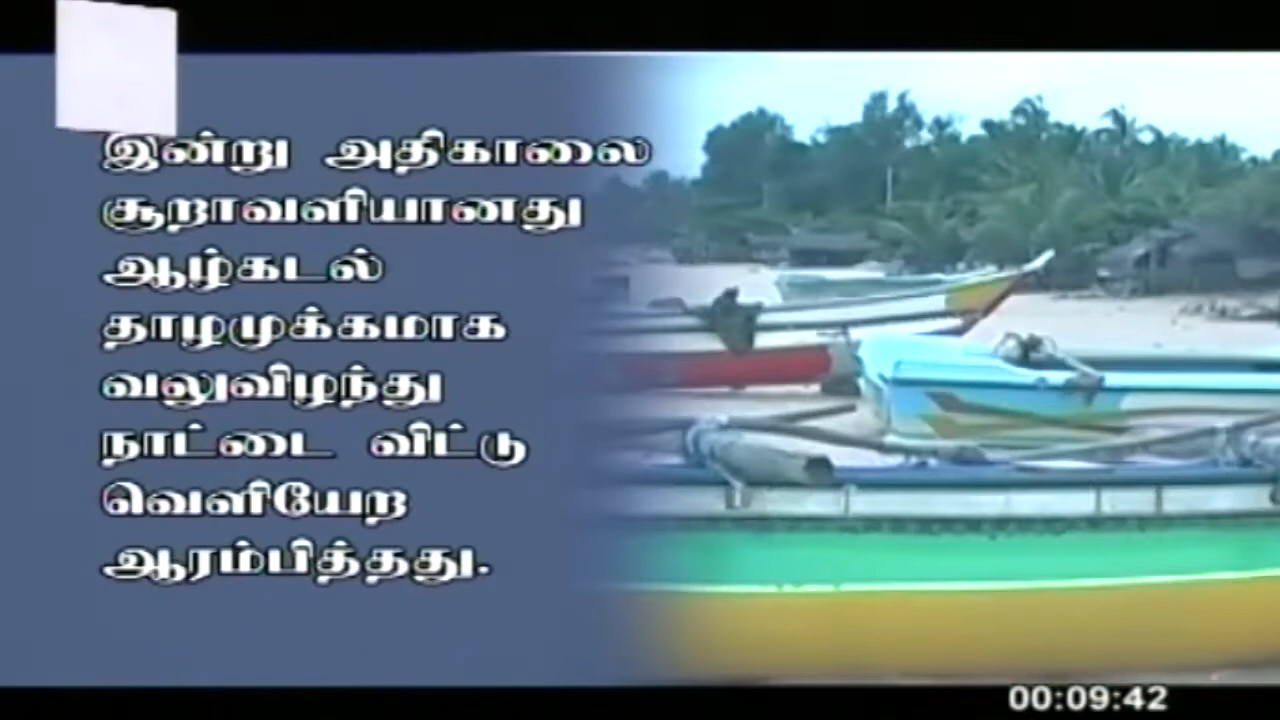 இன்று அதிகாலை
சூறாவளியானது
ஆழ்கடல்
தாழமுக்கமாக
வலுவிழந்து
நாட்டை விட்டு
வெளியேற
ஆரம்பித்தது.
00:09:42